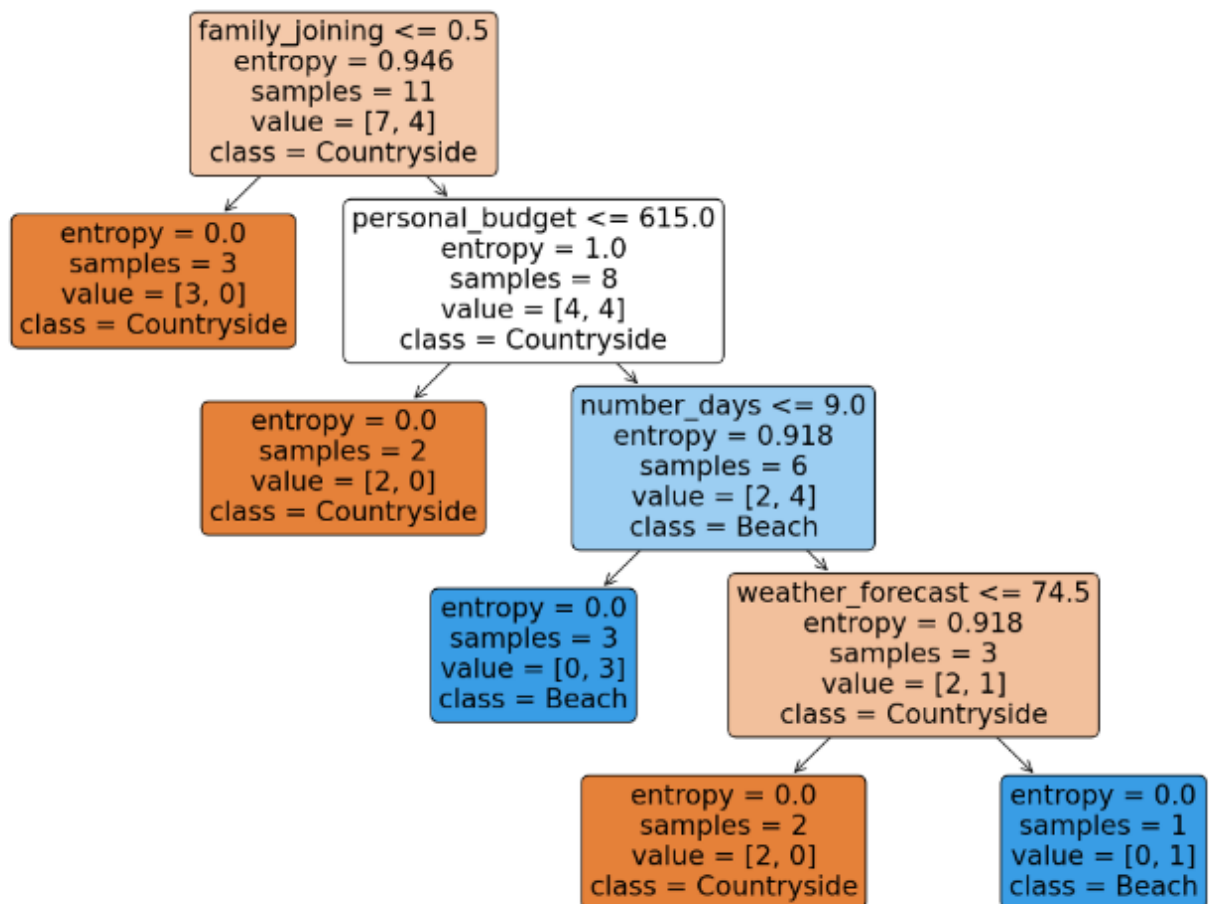 family_joining <= 0.5
entropy = 0.946
samples = 11
value = [7, 4]
class = Countryside
entropy = 0.0
samples = 3
value = [3, 0]
class = Countryside
personal_budget <= 615.0
entropy = 1.0
samples = 8
value = [4, 4]
class = Countryside
entropy = 0.0
samples = 2
value = [2, 0]
class = Countryside
number_days <= 9.0
entropy = 0.918
samples = 6
value = [2, 4]
class = Beach
entropy = 0.0
samples = 3
value = [0, 3]
class = Beach
weather_forecast <= 74.5
entropy = 0.918
samples = 3
value = [2, 1]
class = Countryside
entropy = 0.0
samples = 2
value = [2, 0]
class = Countryside
entropy = 0.0
samples = 1
value = [0, 1]
class = Beach